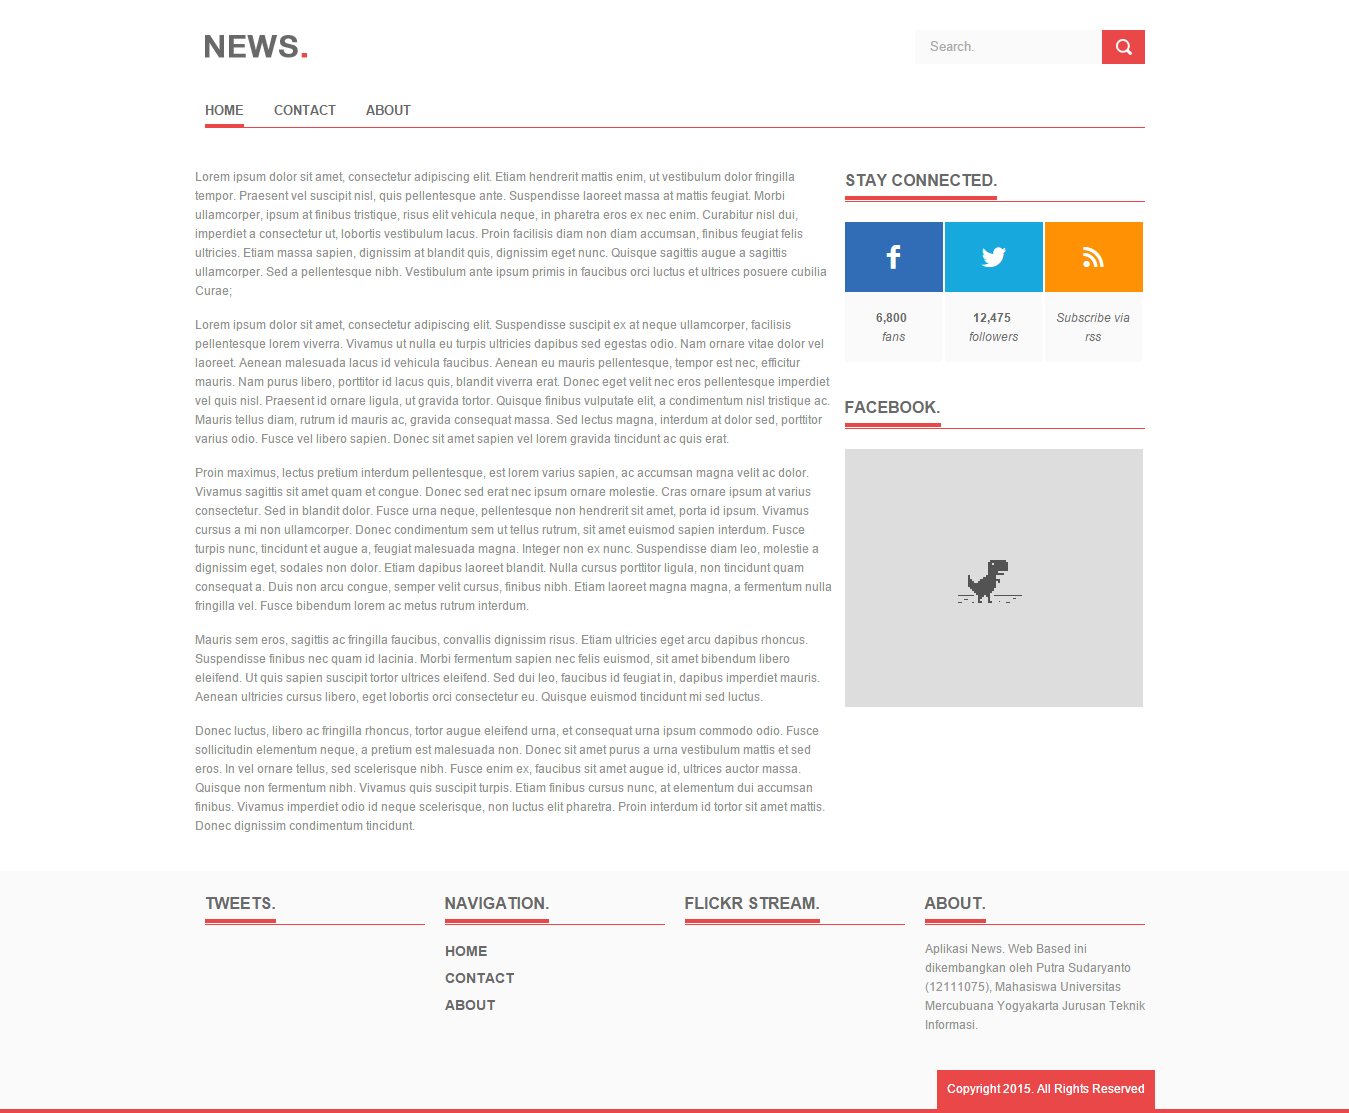 NEWS.
Search.
HOME CONTACT ABOUT
Lorem ipsum dolor sit amet, consectetur adipiscing elit. Etiam hendrerit mattis enim, ut vestibulum dolor fringilla
tempor. Praesent vel suscipit nisl, quis pellentesque ante. Suspendisse laoreet massa at mattis feugiat. Morbi
ullamcorper, ipsum at finibus tristique, risus elit vehicula neque, in pharetra eros ex nec enim. Curabitur nisl dui,
imperdiet a consectetur ut, lobortis vestibulum lacus. Proin facilisis diam non diam accumsan, finibus feugiat felis
ultricies. Etiam massa sapien, dignissim at blandit quis, dignissim eget nunc. Quisque sagittis augue a sagittis
ullamcorper. Sed a pellentesque nibh. Vestibulum ante ipsum primis in faucibus orci luctus et ultrices posuere cubilia
Curae;
Lorem ipsum dolor sit amet, consectetur adipiscing elit. Suspendisse suscipit ex at neque ullamcorper, facilisis
pellentesque lorem viverra. Vivamus ut nulla eu turpis ultricies dapibus sed egestas odio. Nam ornare vitae dolor vel
laoreet. Aenean malesuada lacus id vehicula faucibus. Aenean eu mauris pellentesque, tempor est nec, efficitur
mauris. Nam purus libero, porttitor id lacus quis, blandit viverra erat. Donec eget velit nec eros pellentesque imperdiet
vel quis nisl. Praesent id ornare ligula, ut gravida tortor. Quisque finibus vulputate elit, a condimentum nisl tristique ac.
Mauris tellus diam, rutrum id mauris ac, gravida consequat massa. Sed lectus magna, interdum at dolor sed, porttitor
varius odio. Fusce vel libero sapien. Donec sit amet sapien vel lorem gravida tincidunt ac quis erat.
Proin maximus, lectus pretium interdum pellentesque, est lorem varius sapien, ac accumsan magna velit ac dolor.
Vivamus sagittis sit amet quam et congue. Donec sed erat nec ipsum ornare molestie. Cras ornare ipsum at varius
consectetur. Sed in blandit dolor. Fusce urna neque, pellentesque non hendrerit sit amet, porta id ipsum. Vivamus
cursus a mi non ullamcorper. Donec condimentum sem ut tellus rutrum, sit amet euismod sapien interdum. Fusce
turpis nunc, tincidunt et augue a, feugiat malesuada magna. Integer non ex nunc. Suspendisse diam leo, molestie a
dignissim eget, sodales non dolor. Etiam dapibus laoreet blandit. Nulla cursus porttitor ligula, non tincidunt quam
consequat a. Duis non arcu congue, semper velit cursus, finibus nibh. Etiam laoreet magna magna, a fermentum nulla
fringilla vel. Fusce bibendum lorem ac metus rutrum interdum.
Mauris sem eros, sagittis ac fringilla faucibus, convallis dignissim risus. Etiam ultricies eget arcu dapibus rhoncus.
Suspendisse finibus nec quam id lacinia. Morbi fermentum sapien nec felis euismod, sit amet bibendum libero
eleifend. Ut quis sapien suscipit tortor ultrices eleifend. Sed dui leo, faucibus id feugiat in, dapibus imperdiet mauris.
Aenean ultricies cursus libero, eget lobortis orci consectetur eu. Quisque euismod tincidunt mi sed luctus.
Donec luctus, libero ac fringilla rhoncus, tortor augue eleifend urna, et consequat urna ipsum commodo odio. Fusce
sollicitudin elementum neque, a pretium est malesuada non. Donec sit amet purus a urna vestibulum mattis et sed
eros. In vel ornare tellus, sed scelerisque nibh. Fusce enim ex, faucibus sit amet augue id, ultrices auctor massa.
Quisque non fermentum nibh. Vivamus quis suscipit turpis. Etiam finibus cursus nunc, at elementum dui accumsan
finibus. Vivamus imperdiet odio id neque scelerisque, non luctus elit pharetra. Proin interdum id tortor sit amet mattis.
Donec dignissim condimentum tincidunt.
STAY CONNECTED.
6,800
fans
12,475
followers
Subscribe via
rss
FACEBOOK.
TWEETS.
NAVIGATION.
HOME
CONTACT
ABOUT
FLICKR STREAM.
ABOUT.
Aplikasi News. Web Based ini
dikembangkan oleh Putra Sudaryanto
(12111075), Mahasiswa Universitas
Mercubuana Yogyakarta Jurusan Teknik
Informasi.
Copyright 2015. All Rights Reserved